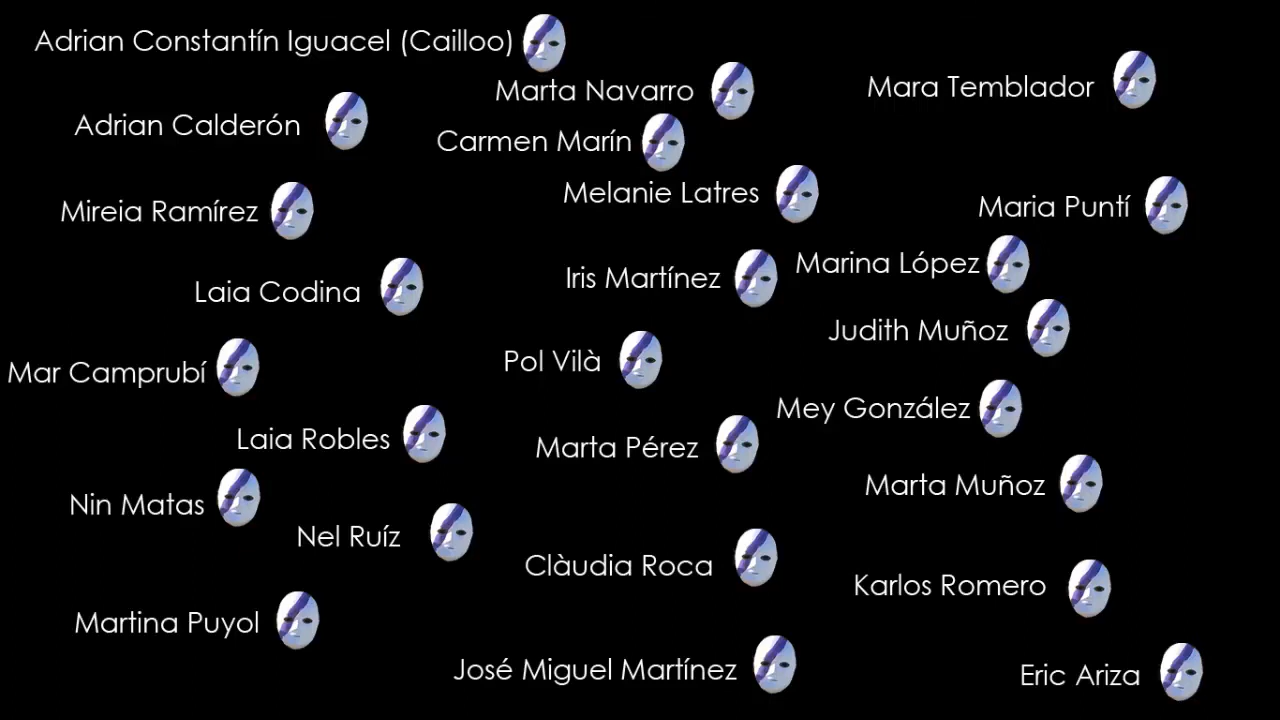 Adrian Constantín Iguacel (Cailloo)
Marta Navarro
Mara Temblador
Adrian Calderón
Carmen Marín
Melanie Latres
Mireia Ramírez
Maria Puntí
Marina López
Iris Martínez
Laia Codina
Judith Muñoz
Pol Vilà
Mar Camprubí
Mey González
Laia Robles
Marta Pérez
Marta Muñoz
Nin Matas
Nel Ruíz
Clàudia Roca
Karlos Romero
Martina Puyol
José Miguel Martínez
Eric Ariza